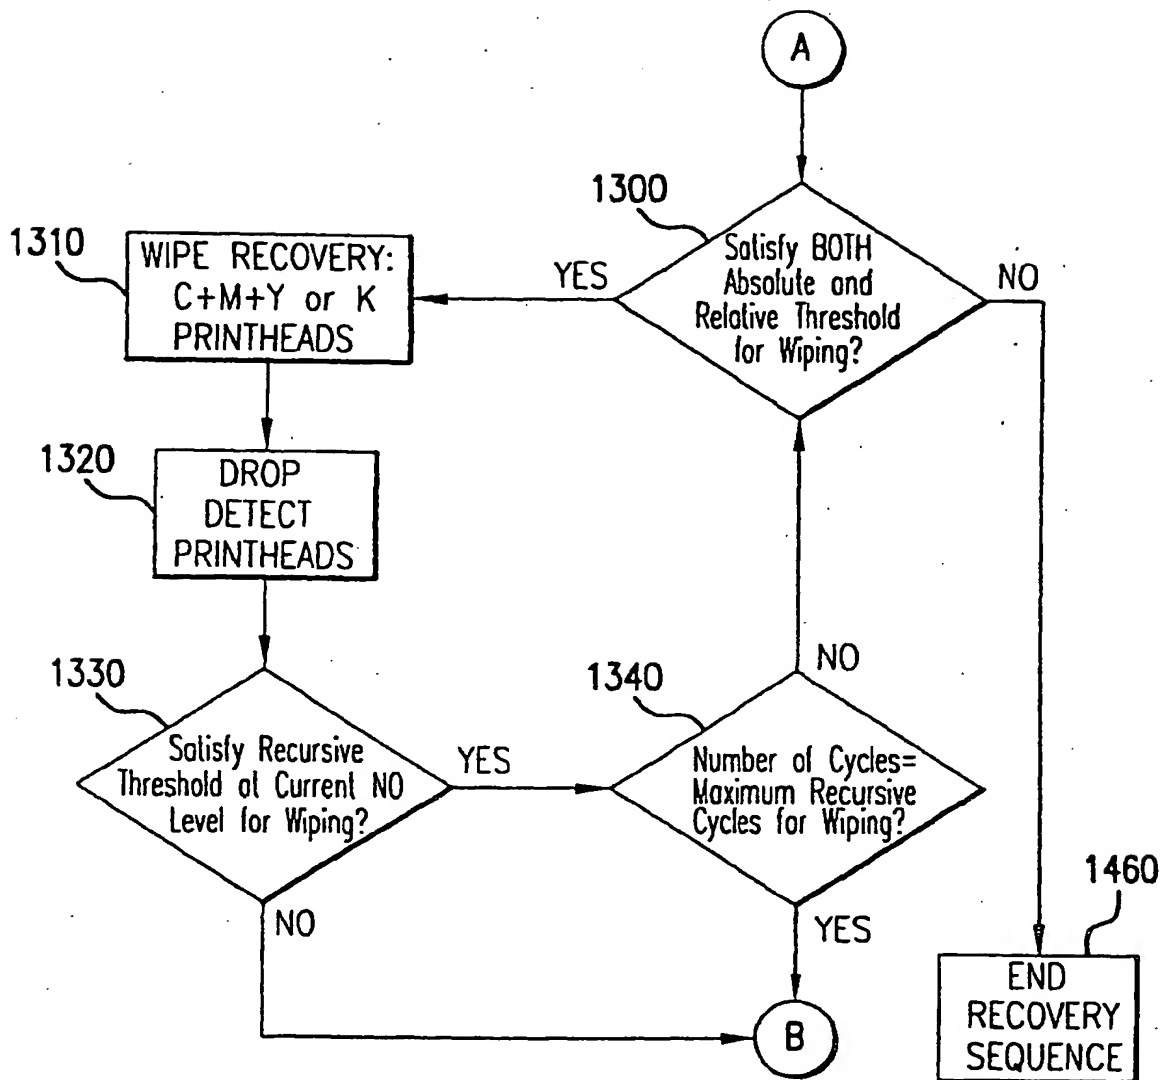 A
1300
Satisfy BOTH
Absolute and
Relative Threshold
for Wiping?
YES
NO
1310
WIPE RECOVERY:
C+M+Y or K
PRINTHEADS
1320
DROP
DETECT
PRINTHEADS
1330
Satisfy Recursive
Threshold at Current NO
Level for Wiping?
YES
NO
1340
Number of Cycles=
Maximum Recursive
Cycles for Wiping?
NO
YES
B
1460
END
RECOVERY
SEQUENCE